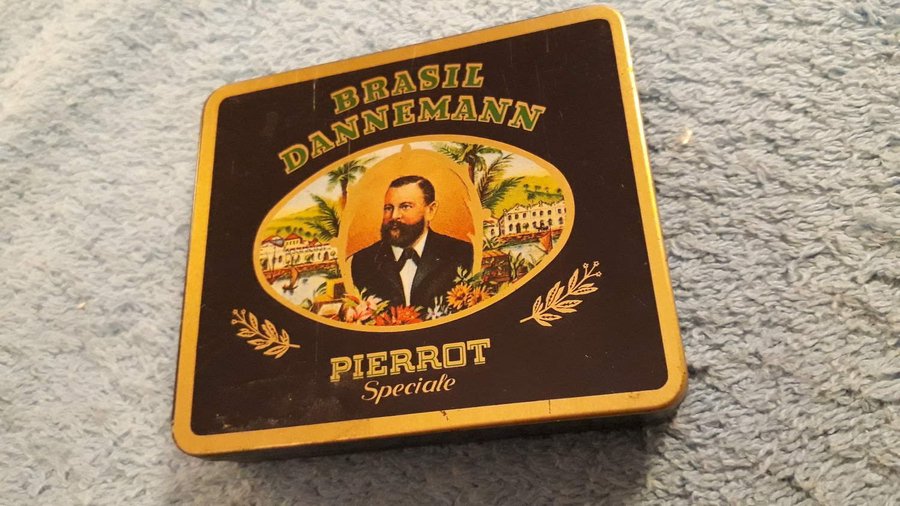 BRASIL
DANNEMANN
PIERROT
Speciale